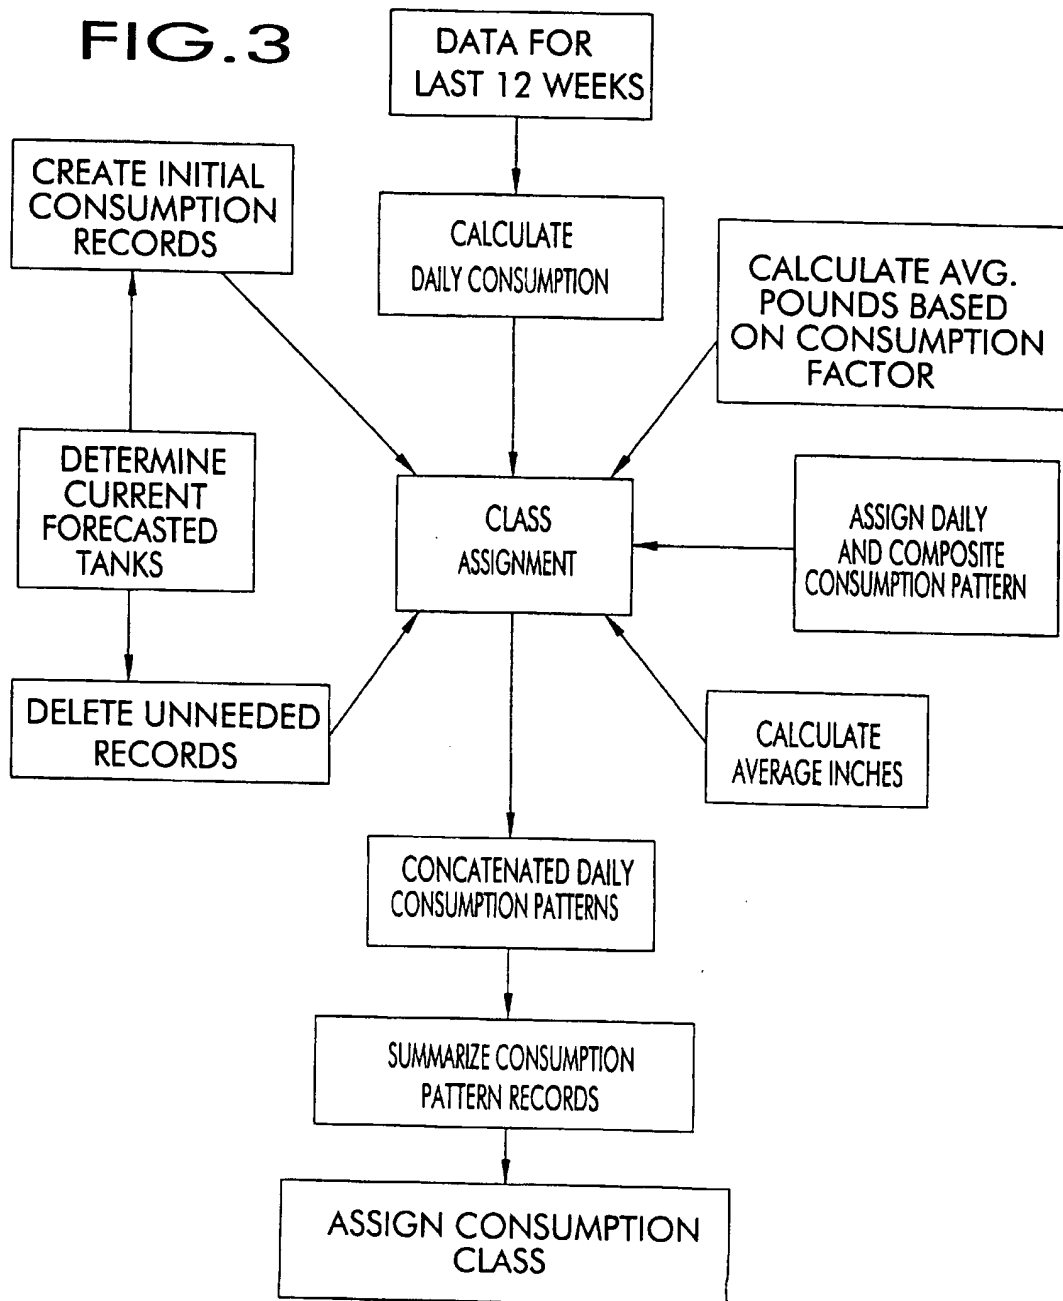 FIG.3
DATA FOR
LAST 12 WEEKS
CREATE INITIAL
CONSUMPTION
RECORDS
CALCULATE
DAILY CONSUMPTION
CALCULATE AVG.
POUNDS BASED
ON CONSUMPTION
FACTOR
DETERMINE
CURRENT
FORECASTED
TANKS
CLASS
ASSIGNMENT
ASSIGN DAILY
AND COMPOSITE
CONSUMPTION PATTERN
DELETE UNNEEDED
RECORDS
CALCULATE
AVERAGE INCHES
CONCATENATED DAILY
CONSUMPTION PATTERNS
SUMMARIZE CONSUMPTION
PATTERN RECORDS
ASSIGN CONSUMPTION
CLASS